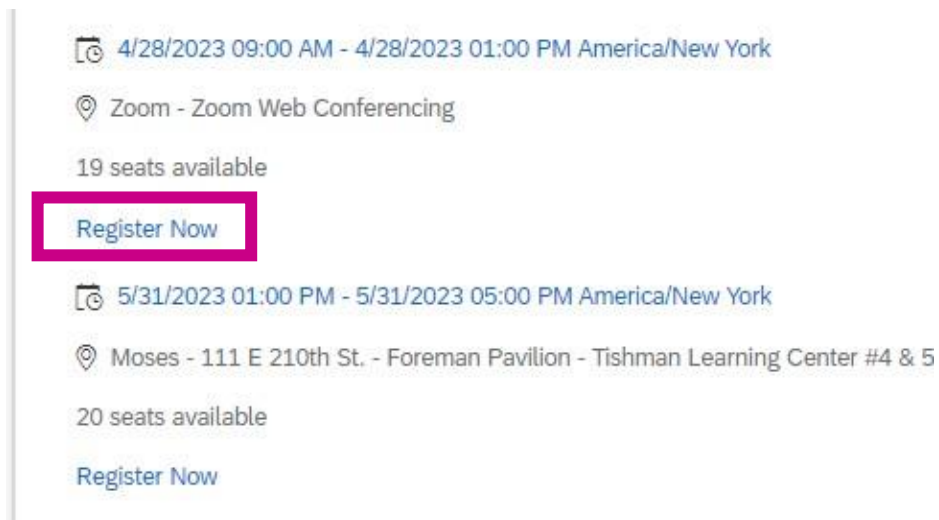 4/28/2023 09:00 AM - 4/28/2023 01:00 PM America/New York
Zoom - Zoom Web Conferencing
19 seats available
Register Now
5/31/2023 01:00 PM - 5/31/2023 05:00 PM America/New York
Moses - 111 E 210th St. - Foreman Pavilion - Tishman Learning Center #4 & 5
20 seats available
Register Now